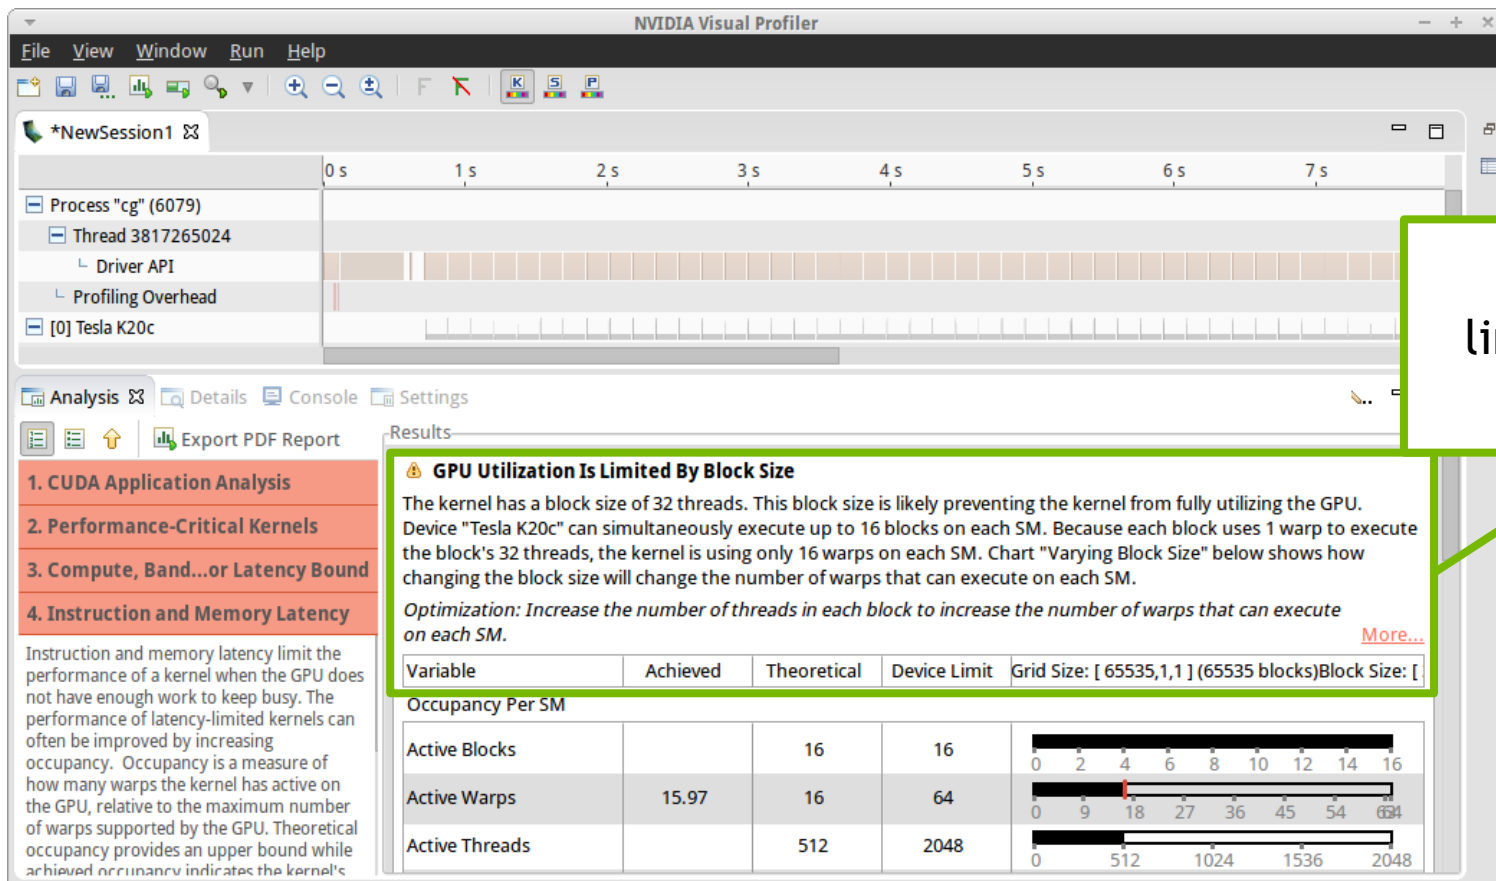 NVIDIA Visual Profiler
File View Window Run Help
*NewSession1
0 s 1 s 2 s 3 s 4 s 5 s 6 s 7 s
Process "cg" (6079)
Thread 3817265024
Driver API
Profiling Overhead
[0] Tesla K20c
Analysis Details Console Settings
Export PDF Report
Results
1. CUDA Application Analysis
2. Performance-Critical Kernels
3. Compute, Band...or Latency Bound
4. Instruction and Memory Latency
Instruction and memory latency limit the
performance of a kernel when the GPU does
not have enough work to keep busy. The
performance of latency-limited kernels can
often be improved by increasing
occupancy. Occupancy is a measure of
how many warps the kernel has active on
the GPU, relative to the maximum number
of warps supported by the GPU. Theoretical
occupancy provides an upper bound while
achieved occupancy indicates the kernel's
GPU Utilization Is Limited By Block Size
The kernel has a block size of 32 threads. This block size is likely preventing the kernel from fully utilizing the GPU.
Device "Tesla K20c" can simultaneously execute up to 16 blocks on each SM. Because each block uses 1 warp to execute
the block's 32 threads, the kernel is using only 16 warps on each SM. Chart "Varying Block Size" below shows how
changing the block size will change the number of warps that can execute on each SM.
Optimization: Increase the number of threads in each block to increase the number of warps that can execute
on each SM. More...
Variable Achieved Theoretical Device Limit Grid Size: [ 65535,1,1 ] (65535 blocks)Block Size: [
Occupancy Per SM
Active Blocks 16 16
0 2 4 6 8 10 12 14 16
Active Warps 15.97 16 64
0 9 18 27 36 45 54
Active Threads 512 2048
0 512 1024 1536 2048